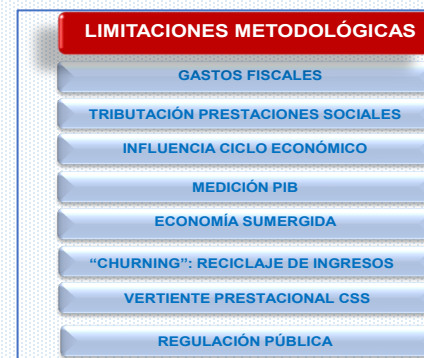 LIMITACIONES METODOLÓGICAS
GASTOS FISCALES
TRIBUTACIÓN PRESTACIONES SOCIALES
INFLUENCIA CICLO ECONÓMICO
MEDICIÓN PIB
ECONOMÍA SUMERGIDA
“CHURNING”: RECICLAJE DE INGRESOS
VERTIENTE PRESTACIONAL CSS
REGULACIÓN PÚBLICA